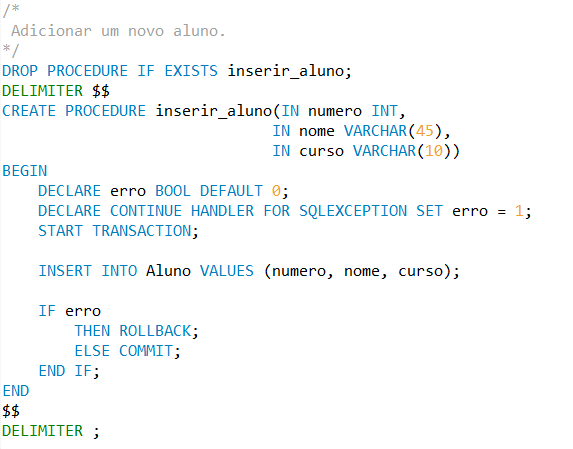 /*
 Adicionar um novo aluno.
*/
DROP PROCEDURE IF EXISTS inserir_aluno;
DELIMITER $$
CREATE PROCEDURE inserir_aluno(IN numero INT,
                              IN nome VARCHAR(45),
                              IN curso VARCHAR(10))
BEGIN
    DECLARE erro BOOL DEFAULT 0;
    DECLARE CONTINUE HANDLER FOR SQLEXCEPTION SET erro = 1;
    START TRANSACTION;

    INSERT INTO Aluno VALUES (numero, nome, curso);

    IF erro
        THEN ROLLBACK;
        ELSE COMMIT;
    END IF;
END
$$
DELIMITER ;